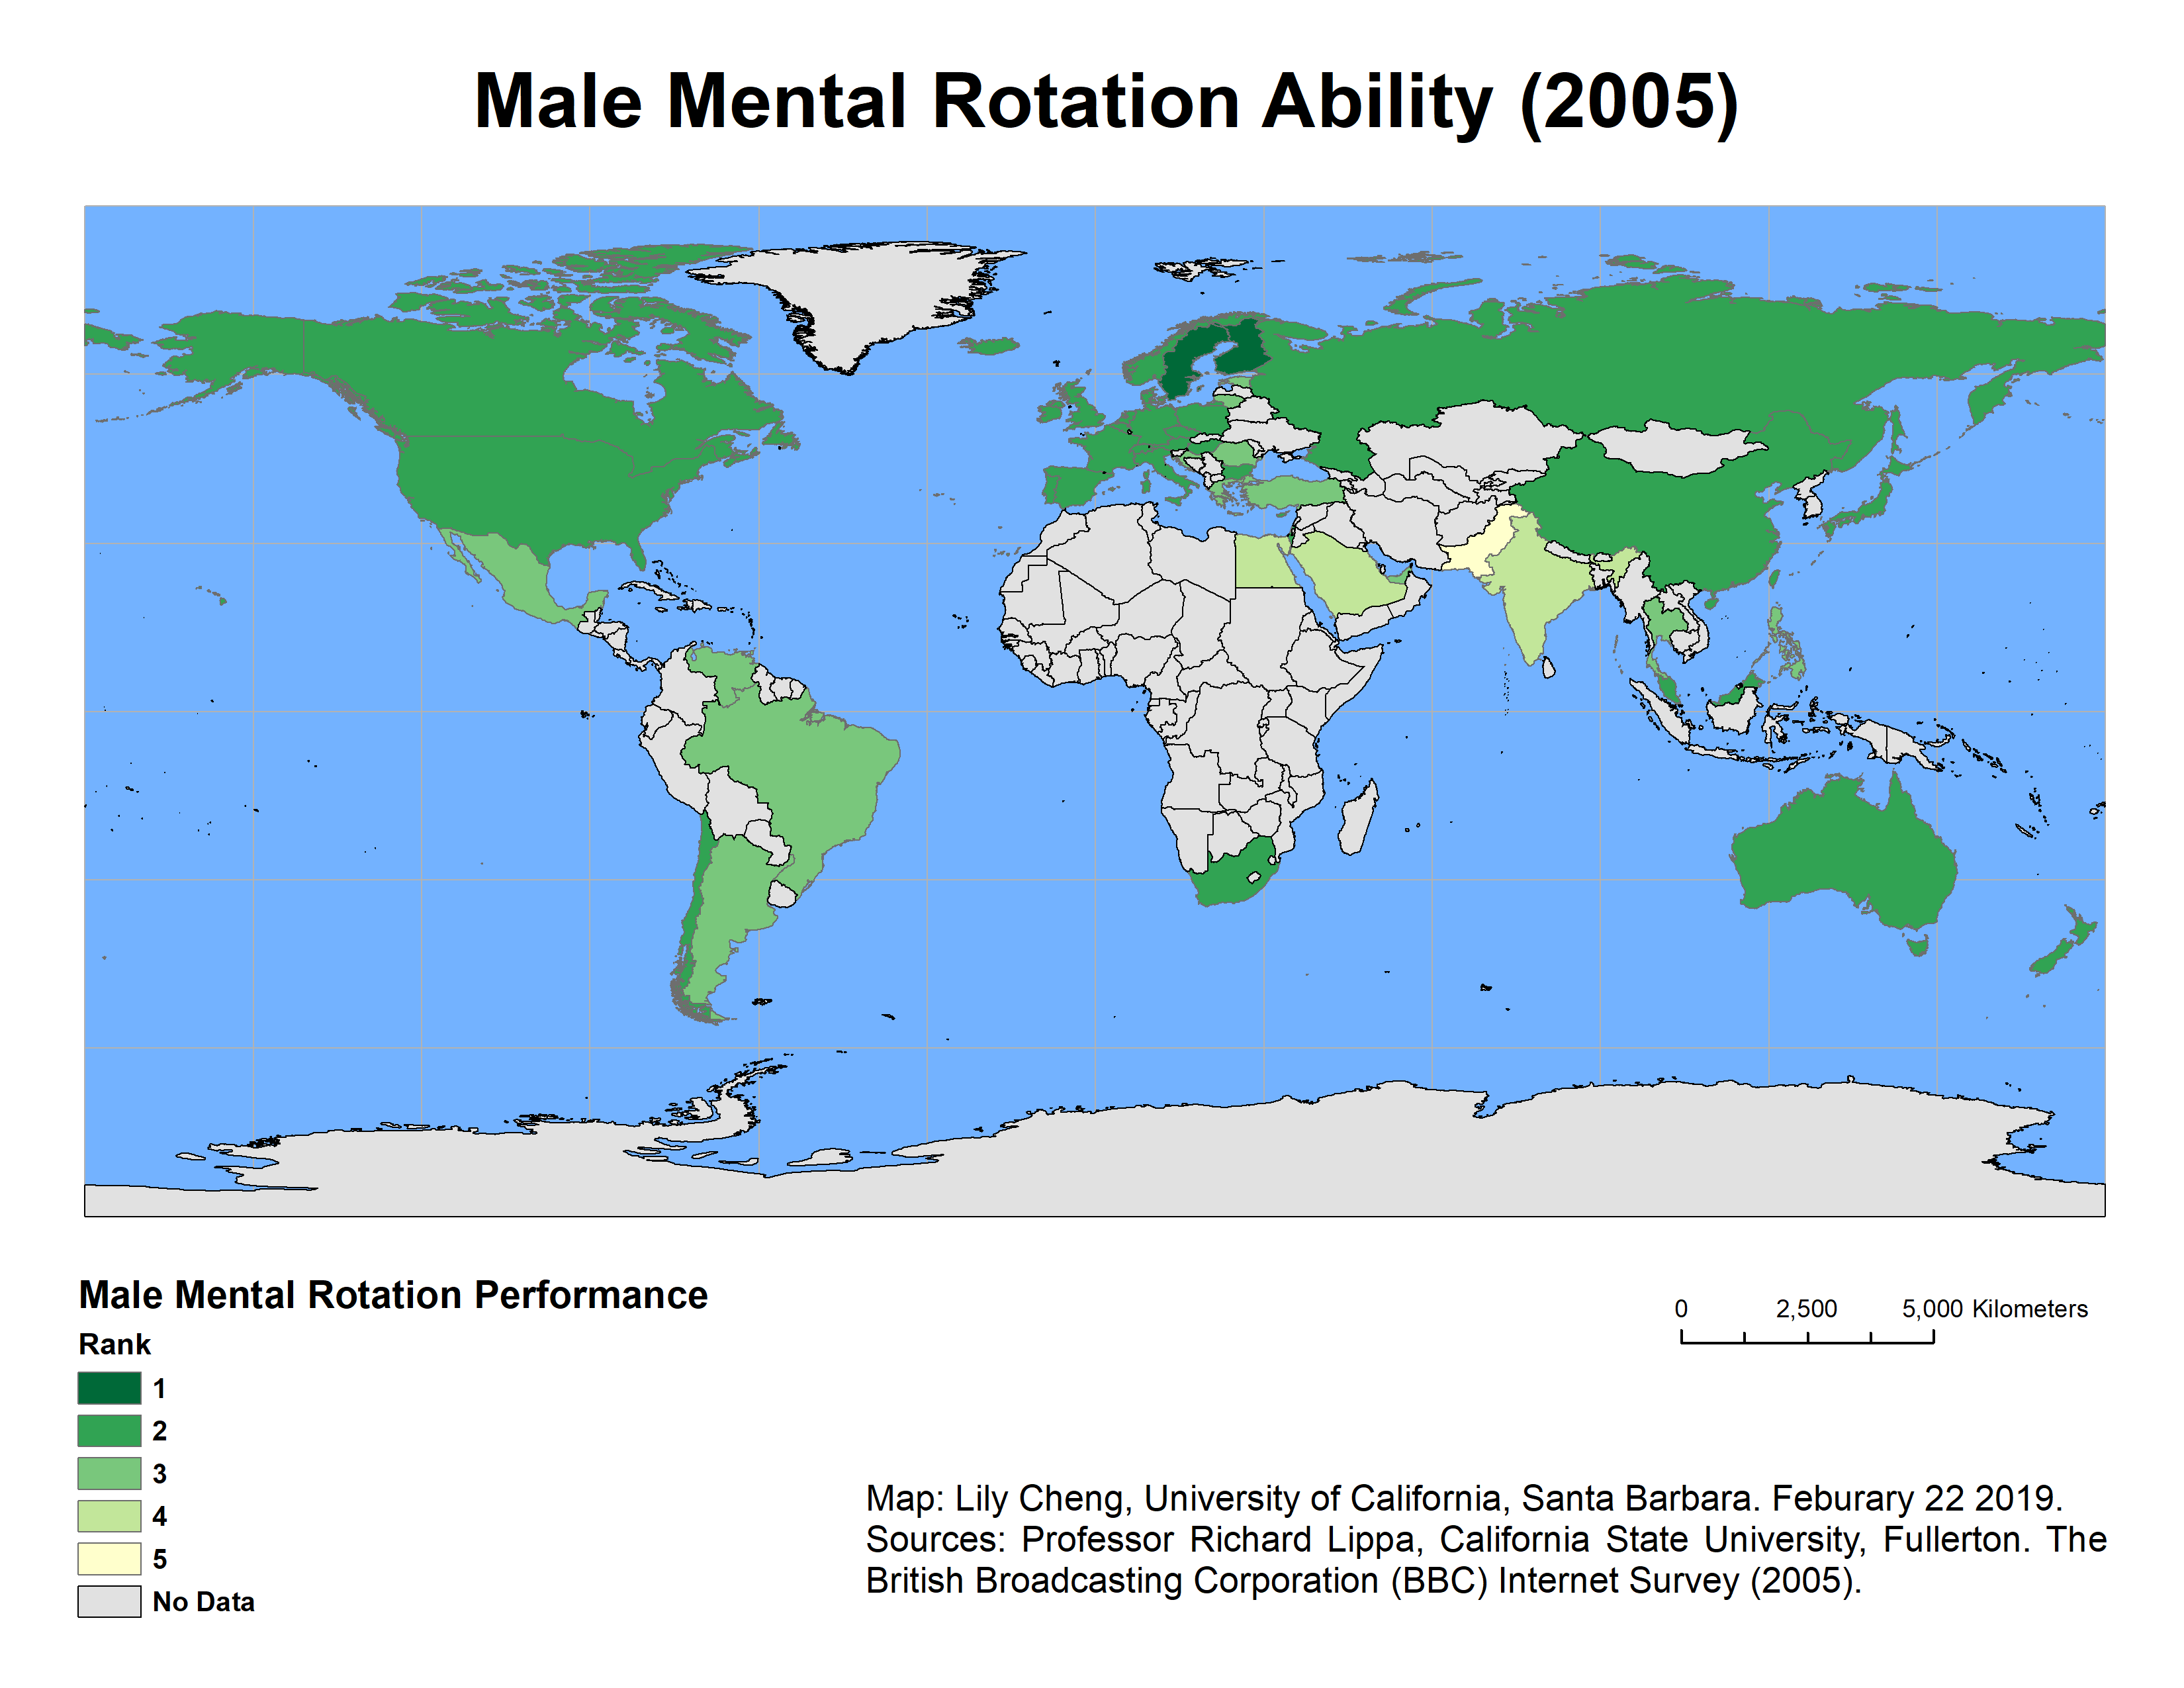 Male Mental Rotation Ability (2005)
Male Mental Rotation Performance
Rank
1
2
3
4
5
No Data
0 2,500 5,000 Kilometers
Map: Lily Cheng, University of California, Santa Barbara. Feburary 22 2019.
Sources: Professor Richard Lippa, California State University, Fullerton. The
British Broadcasting Corporation (BBC) Internet Survey (2005).